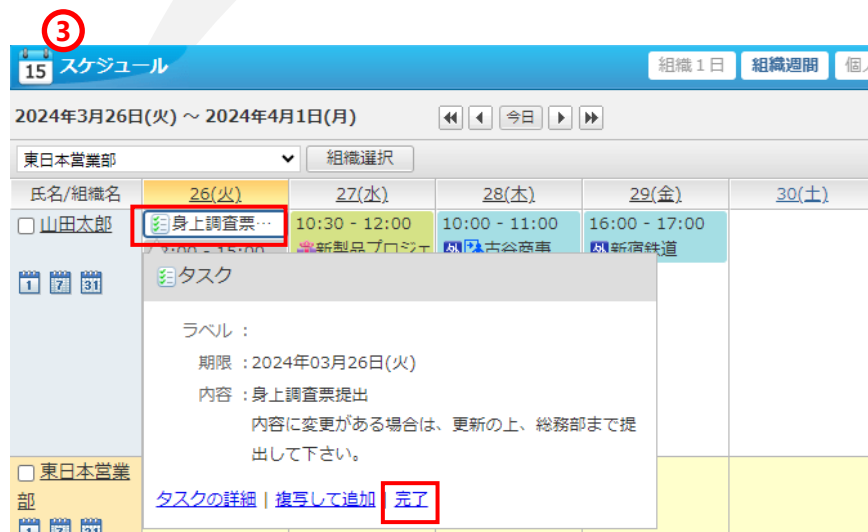 ③
15 スケジュール 組織1日 組織週間
2024年3月26日(火) ~ 2024年4月1日(月) 今日
東日本営業部 組織選択
氏名/組織名 26(火) 27(水) 28(木) 29(金) 30(土)
山田太郎 身上調査票… 10:30 - 12:00 10:00 - 11:00 16:00 - 17:00
新製品プロジェ 古谷商事 新宿鉄道
1 7 31
タスク
ラベル :
期限 :2024年03月26日(火)
内容 :身上調査票提出
内容に変更がある場合は、更新の上、総務部まで提
出して下さい。
タスクの詳細 | 複写して追加 | 完了
東日本営業
部
1 7 31